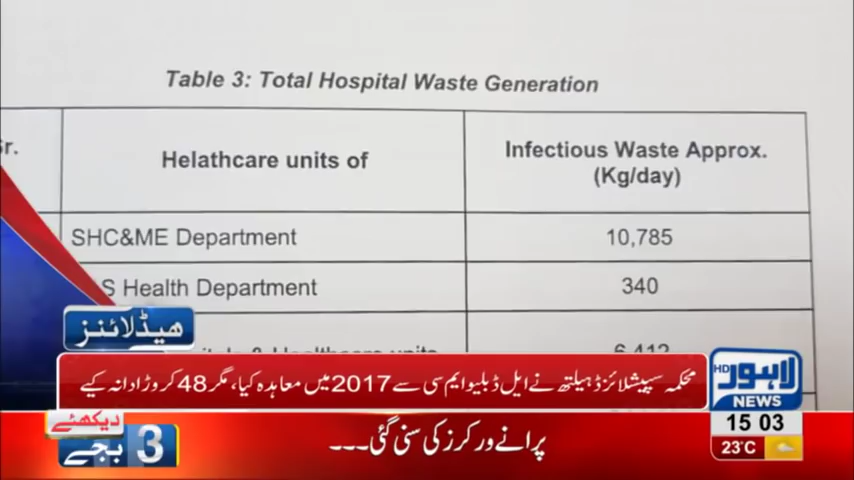 Table 3: Total Hospital Waste Generation
Sr.
Helathcare units of
Infectious Waste Approx.
(Kg/day)
SHC&ME Department
10,785
S Health Department
340
& Healthcare units
6,412
ہیڈلائنز
محکمہ سپیشلائزڈ ہیلتھ نے ایل ڈبلیو ایم سی سے 2017 میں معاہدہ کیا، مگر 48 کروڑ ادا نہ کیے
HD لاہور
NEWS
دیکھئے
3 بجے
پرانے ورکرز کی سنی گئی۔۔۔
15 03
23°C